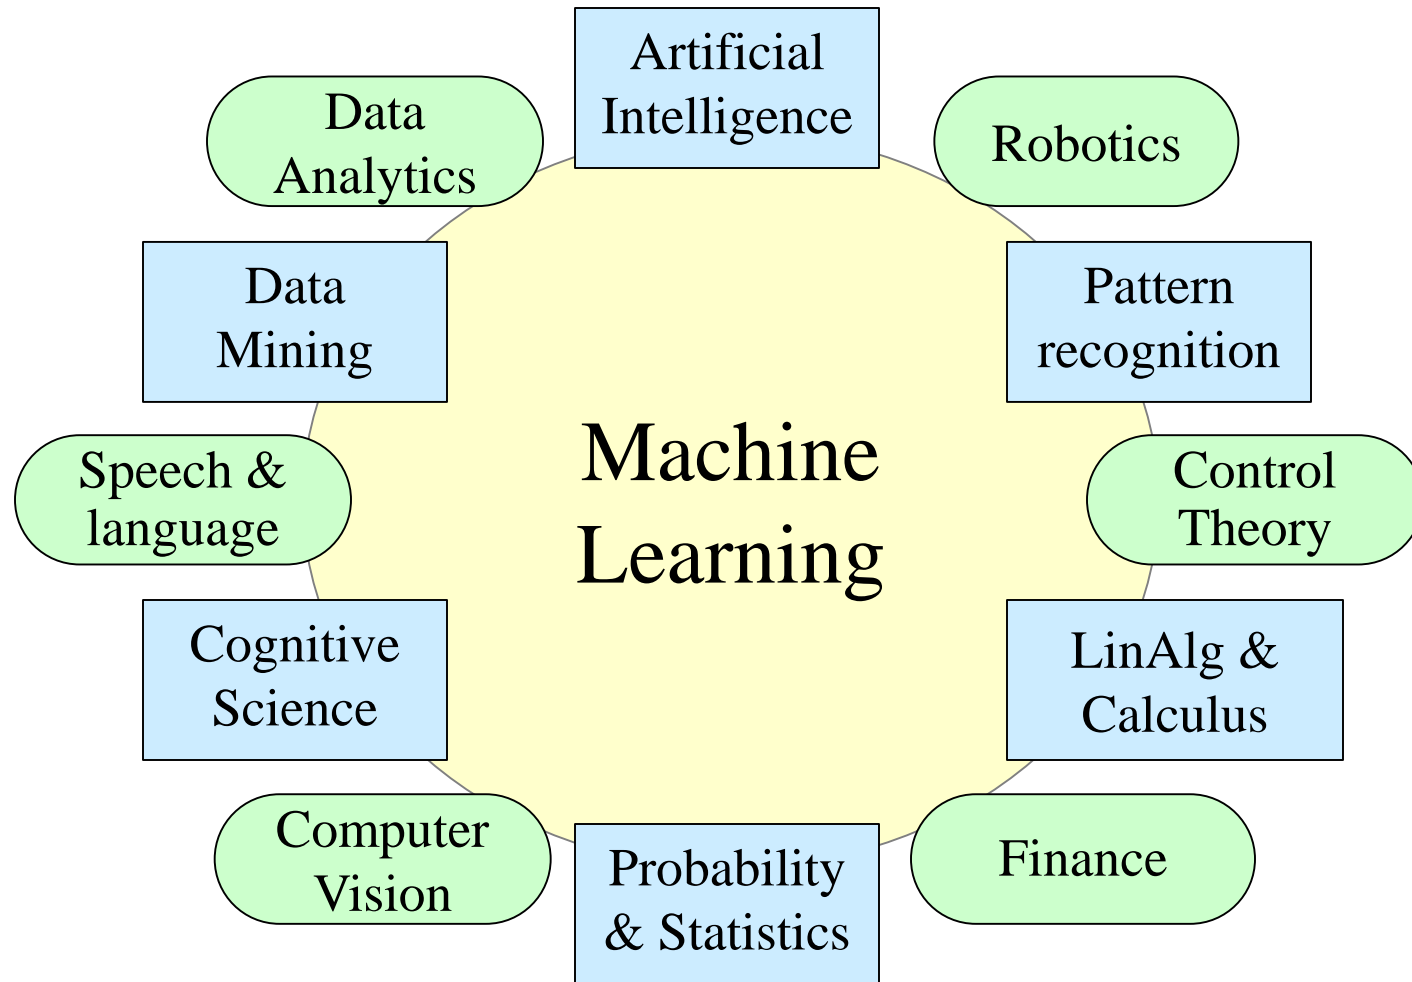 Artificial
Intelligence
Data
Analytics
Robotics
Data
Mining
Pattern
recognition
Machine
Learning
Speech &
language
Control
Theory
Cognitive
Science
LinAlg &
Calculus
Computer
Vision
Probability
& Statistics
Finance